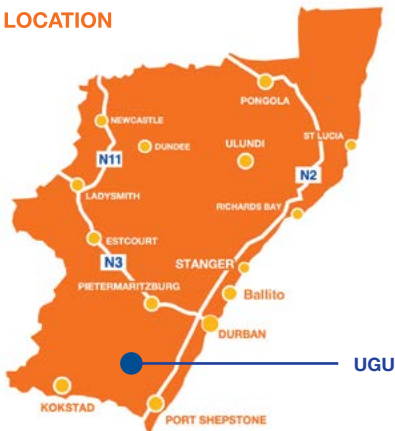 LOCATION
PONGOLA
NEWCASTLE
DUNDEE
ULUNDI
ST LUCIA
N11
N2
LADYSMITH
RICHARDS BAY
ESTCOURT
N3
STANGER
PIETERMARITZBURG
Ballito
DURBAN
UGU
KOKSTAD
PORT SHEPSTONE